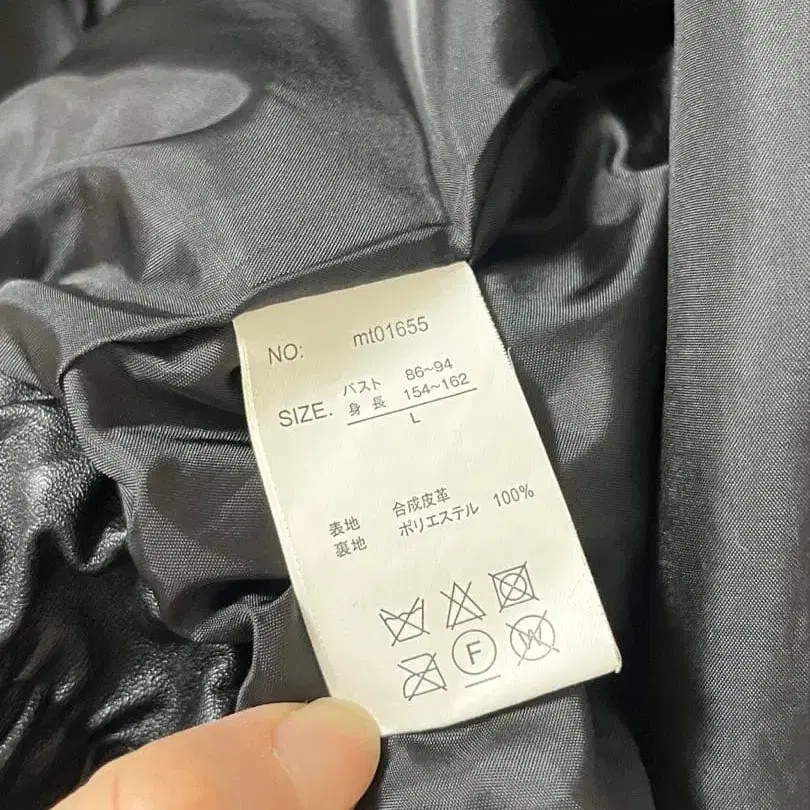 NO: mt01655
SIZE. バスト 86~94
身長 154~162
L
表地 合成皮革
裏地 ポリエステル 100%
F
W